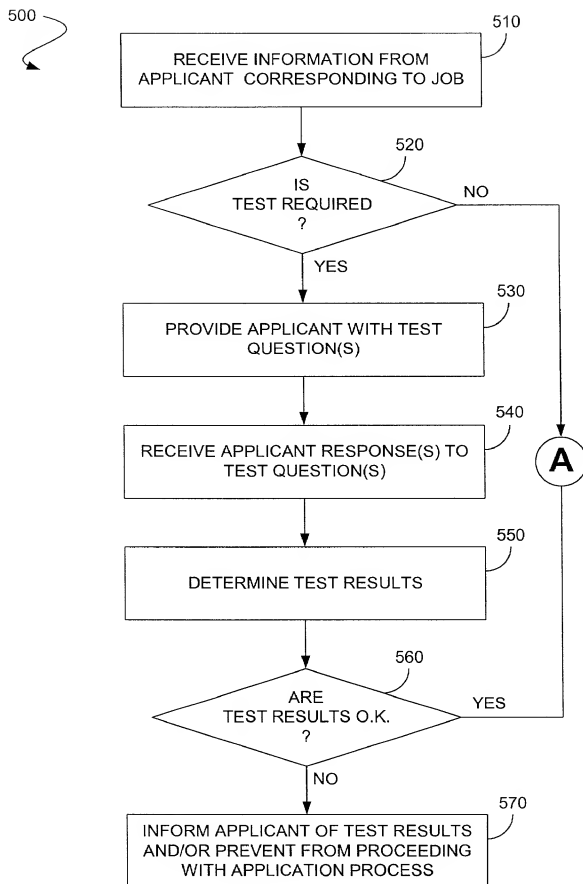 500
510
RECEIVE INFORMATION FROM
APPLICANT CORRESPONDING TO JOB
520
IS
TEST REQUIRED
?
NO
YES
530
PROVIDE APPLICANT WITH TEST
QUESTION(S)
540
RECEIVE APPLICANT RESPONSE(S) TO
TEST QUESTION(S)
A
550
DETERMINE TEST RESULTS
560
ARE
TEST RESULTS O.K.
?
YES
NO
570
INFORM APPLICANT OF TEST RESULTS
AND/OR PREVENT FROM PROCEEDING
WITH APPLICATION PROCESS